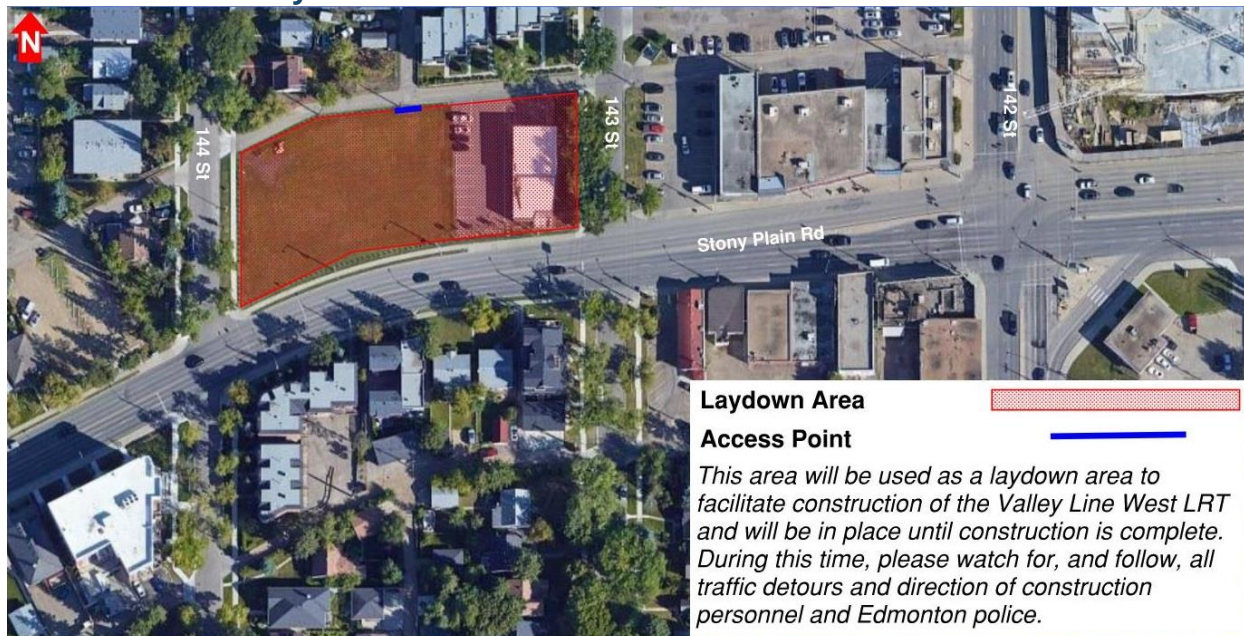 N
144 St
143 St
142 St
Stony Plain Rd
Laydown Area
Access Point
This area will be used as a laydown area to
facilitate construction of the Valley Line West LRT
and will be in place until construction is complete.
During this time, please watch for, and follow, all
traffic detours and direction of construction
personnel and Edmonton police.